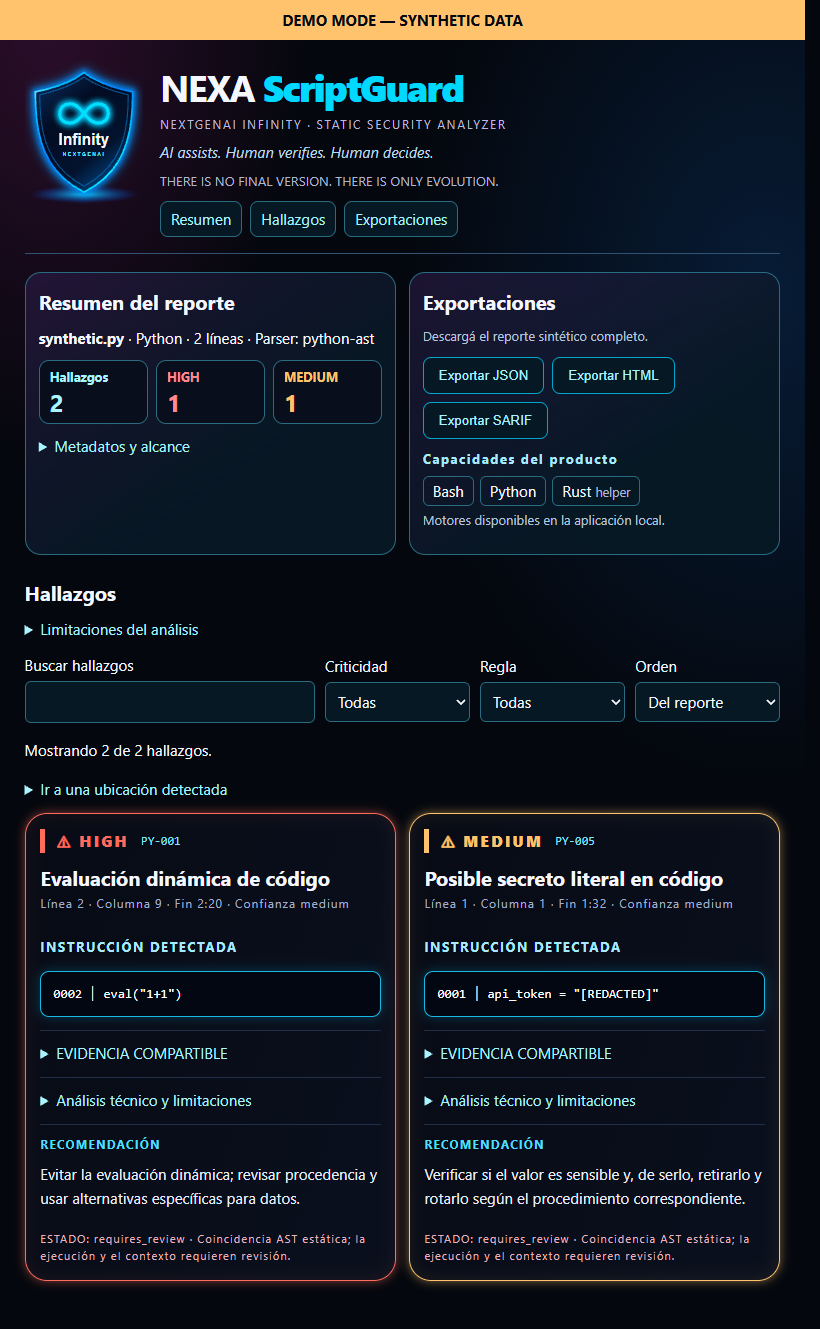 DEMO MODE — SYNTHETIC DATA
Infinity
NEXTGENAI
NEXA ScriptGuard
NEXTGENAI INFINITY · STATIC SECURITY ANALYZER
AI assists. Human verifies. Human decides.
THERE IS NO FINAL VERSION. THERE IS ONLY EVOLUTION.
Resumen Hallazgos Exportaciones
Resumen del reporte
synthetic.py · Python · 2 líneas · Parser: python-ast
Hallazgos HIGH MEDIUM
2 1 1
Metadatos y alcance
Exportaciones
Descargá el reporte sintético completo.
Exportar JSON Exportar HTML
Exportar SARIF
Capacidades del producto
Bash Python Rust helper
Motores disponibles en la aplicación local.
Hallazgos
Limitaciones del análisis
Buscar hallazgos Criticidad Regla Orden
Todas Todas Del reporte
Mostrando 2 de 2 hallazgos.
Ir a una ubicación detectada
⚠ HIGH PY-001
Evaluación dinámica de código
Línea 2 · Columna 9 · Fin 2:20 · Confianza medium
INSTRUCCIÓN DETECTADA
0002 | eval("1+1")
EVIDENCIA COMPARTIBLE
Análisis técnico y limitaciones
RECOMENDACIÓN
Evitar la evaluación dinámica; revisar procedencia y
usar alternativas específicas para datos.
ESTADO: requires_review · Coincidencia AST estática; la
ejecución y el contexto requieren revisión.
⚠ MEDIUM PY-005
Posible secreto literal en código
Línea 1 · Columna 1 · Fin 1:32 · Confianza medium
INSTRUCCIÓN DETECTADA
0001 | api_token = "[REDACTED]"
EVIDENCIA COMPARTIBLE
Análisis técnico y limitaciones
RECOMENDACIÓN
Verificar si el valor es sensible y, de serlo, retirarlo y
rotarlo según el procedimiento correspondiente.
ESTADO: requires_review · Coincidencia AST estática; la
ejecución y el contexto requieren revisión.